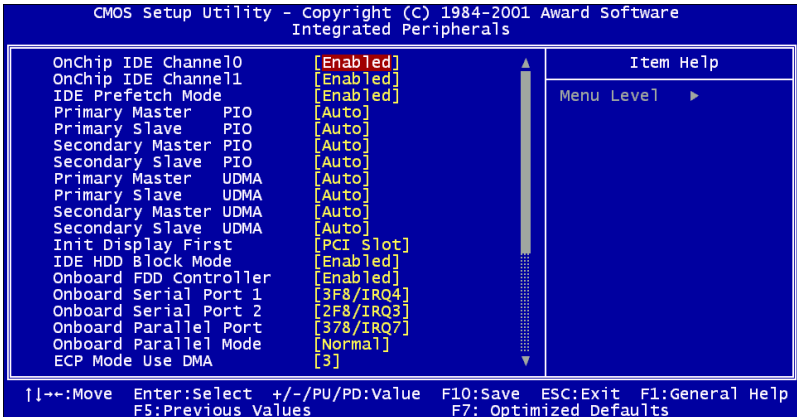 CMOS Setup Utility - Copyright (C) 1984-2001 Award Software
Integrated Peripherals
OnChip IDE Channel0 [Enabled]
OnChip IDE Channel1 [Enabled]
IDE Prefetch Mode [Enabled]
Primary Master PIO [Auto]
Primary Slave PIO [Auto]
Secondary Master PIO [Auto]
Secondary Slave PIO [Auto]
Primary Master UDMA [Auto]
Primary Slave UDMA [Auto]
Secondary Master UDMA [Auto]
Secondary Slave UDMA [Auto]
Init Display First [PCI Slot]
IDE HDD Block Mode [Enabled]
Onboard FDD Controller [Enabled]
Onboard Serial Port 1 [3F8/IRQ4]
Onboard Serial Port 2 [2F8/IRQ3]
Onboard Parallel Port [378/IRQ7]
Onboard Parallel Mode [Normal]
ECP Mode Use DMA [3]
Item Help
Menu Level ▶
↑↓→←:Move Enter:Select +/-/PU/PD:Value F10:Save ESC:Exit F1:General Help
F5:Previous Values F7: Optimized Defaults